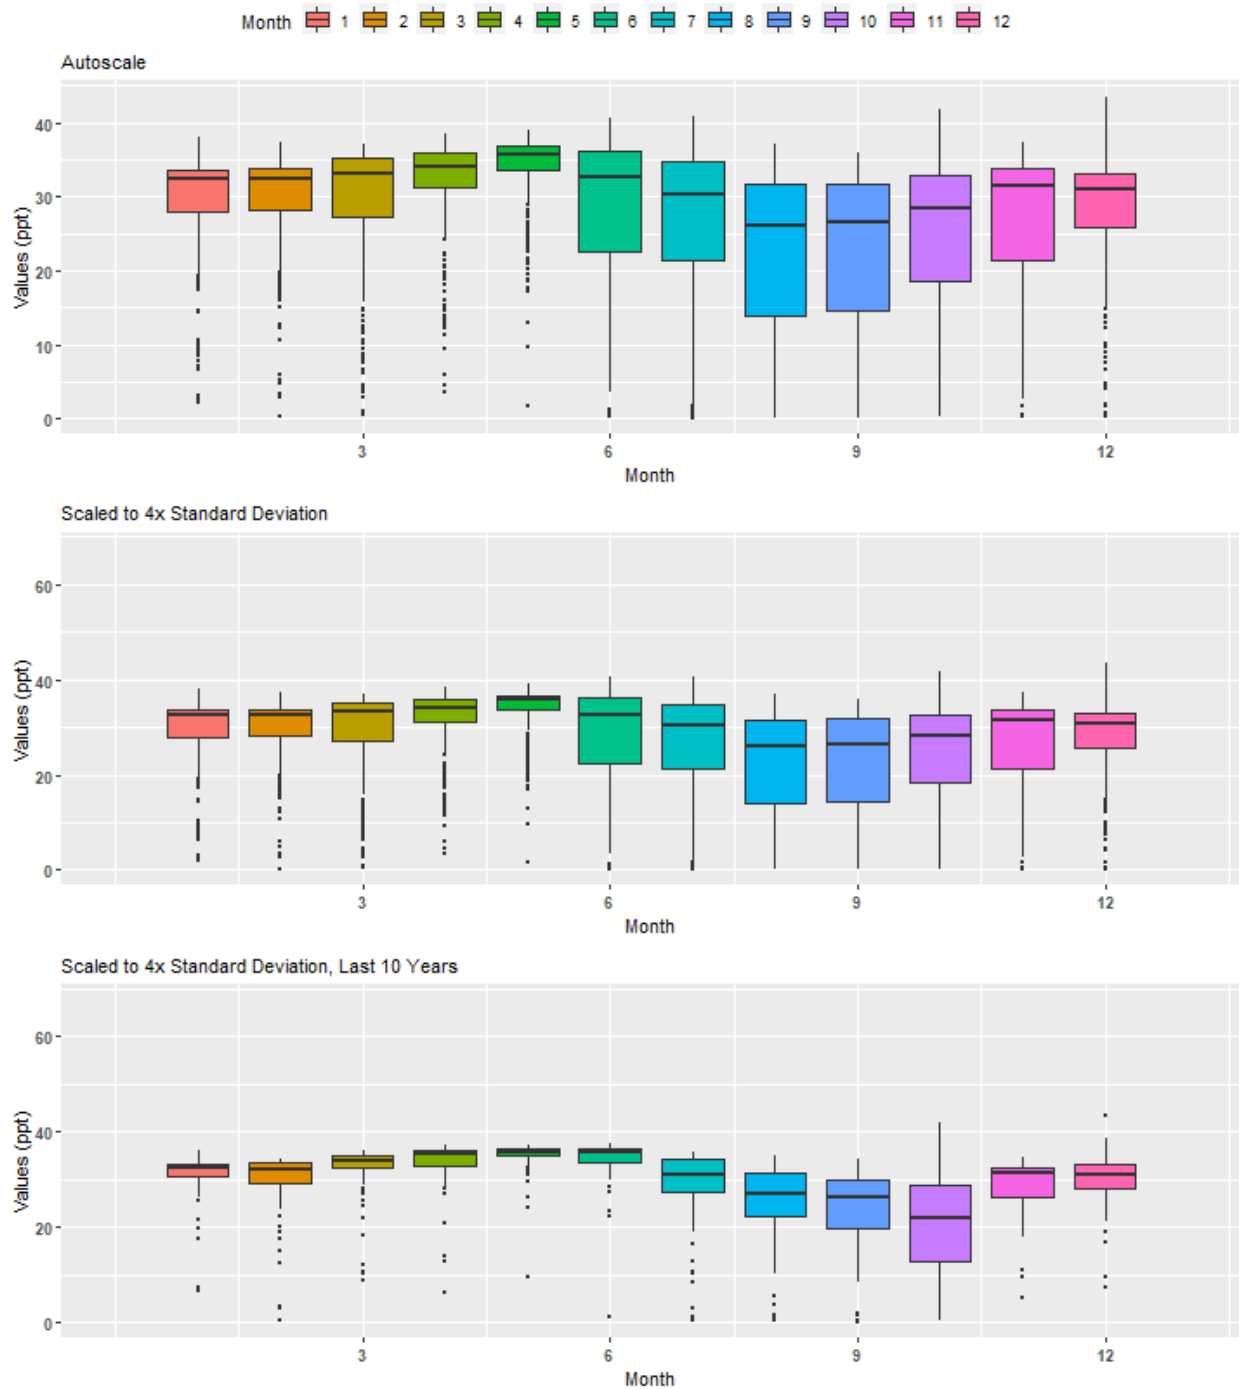 Month 1 2 3 4 5 6 7 8 9 10 11 12
Autoscale
Values (ppt)
40
30
20
10
0
3 6 9 12
Month
Scaled to 4x Standard Deviation
Values (ppt)
60
40
20
0
3 6 9 12
Month
Scaled to 4x Standard Deviation, Last 10 Years
Values (ppt)
60
40
20
0
3 6 9 12
Month